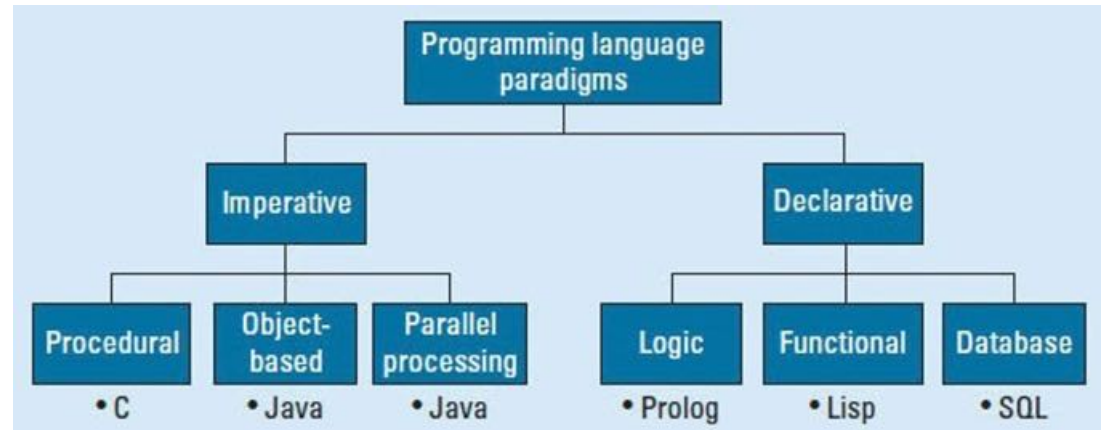 Programming language
paradigms
Imperative
Declarative
Procedural
Object-
based
Parallel
processing
Logic
Functional
Database
• C
• Java
• Java
• Prolog
• Lisp
• SQL